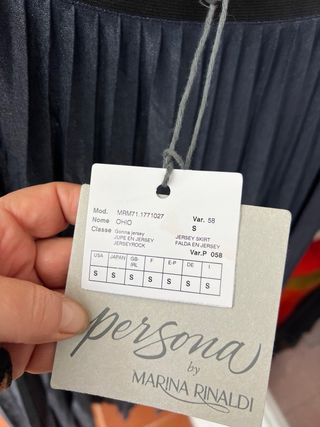 Mod. MRM71.1771027 Var. 58
Nome OHIO S
Classe Gonna jersey JERSEY SKIRT
JUPE EN JERSEY FALDA EN JERSEY
JERSEYROCK Var.P 058
USA JAPAN GB-IRL F E-P DE I
S S S S S S S
persona
by
MARINA RINALDI